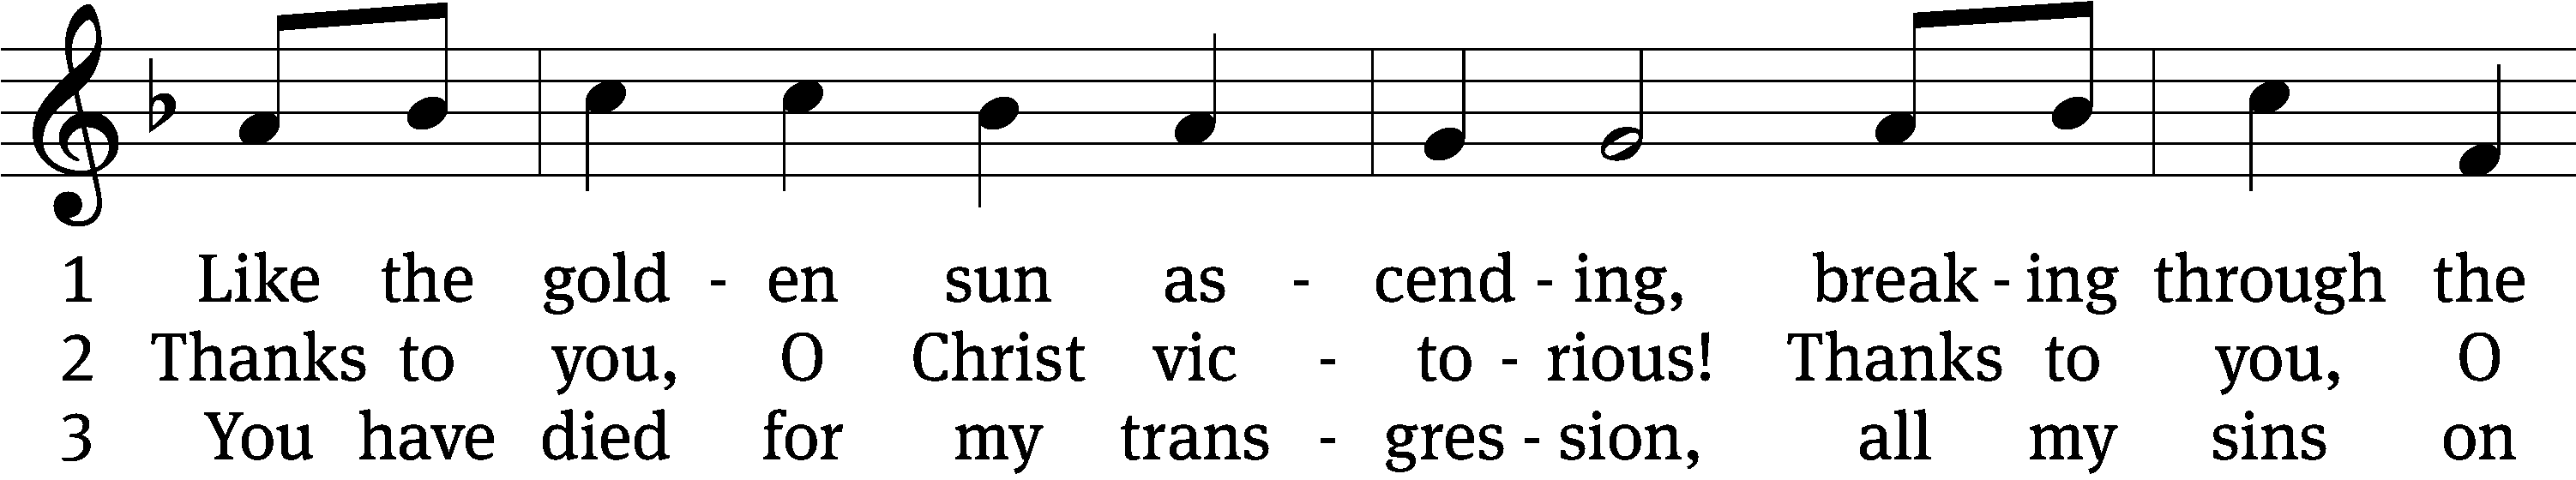 1 Like the gold - en sun as - cend - ing, break - ing through the
2 Thanks to you, O Christ vic - to - rious! Thanks to you, O
3 You have died for my trans - gres - sion, all my sins on